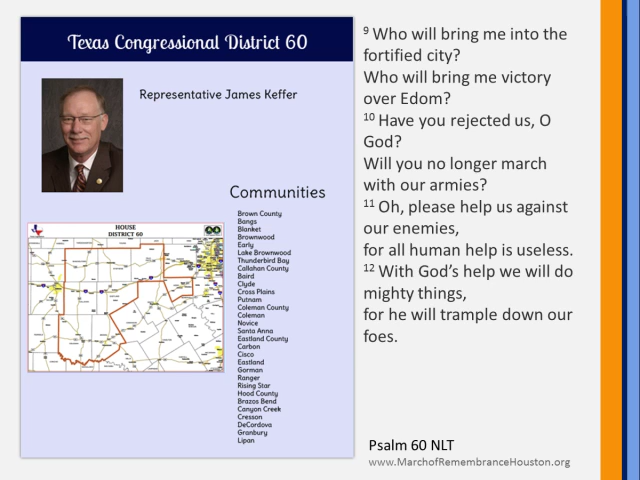 Texas Congressional District 60
Representative James Keffer
Communities
Brown County
Bangs
Blanket
Brownwood
Early
Lake Brownwood
Thunderbird Bay
Callahan County
Baird
Clyde
Cross Plains
Putnam
Coleman County
Coleman
Novice
Santa Anna
Eastland County
Carbon
Cisco
Eastland
Gorman
Ranger
Rising Star
Hood County
Brazos Bend
Canyon Creek
Cresson
DeCordova
Granbury
Lipan
HOUSE
DISTRICT 60
9 Who will bring me into the
fortified city?
Who will bring me victory
over Edom?
10 Have you rejected us, O
God?
Will you no longer march
with our armies?
11 Oh, please help us against
our enemies,
for all human help is useless.
12 With God’s help we will do
mighty things,
for he will trample down our
foes.
Psalm 60 NLT
www.MarchofRemembranceHouston.org